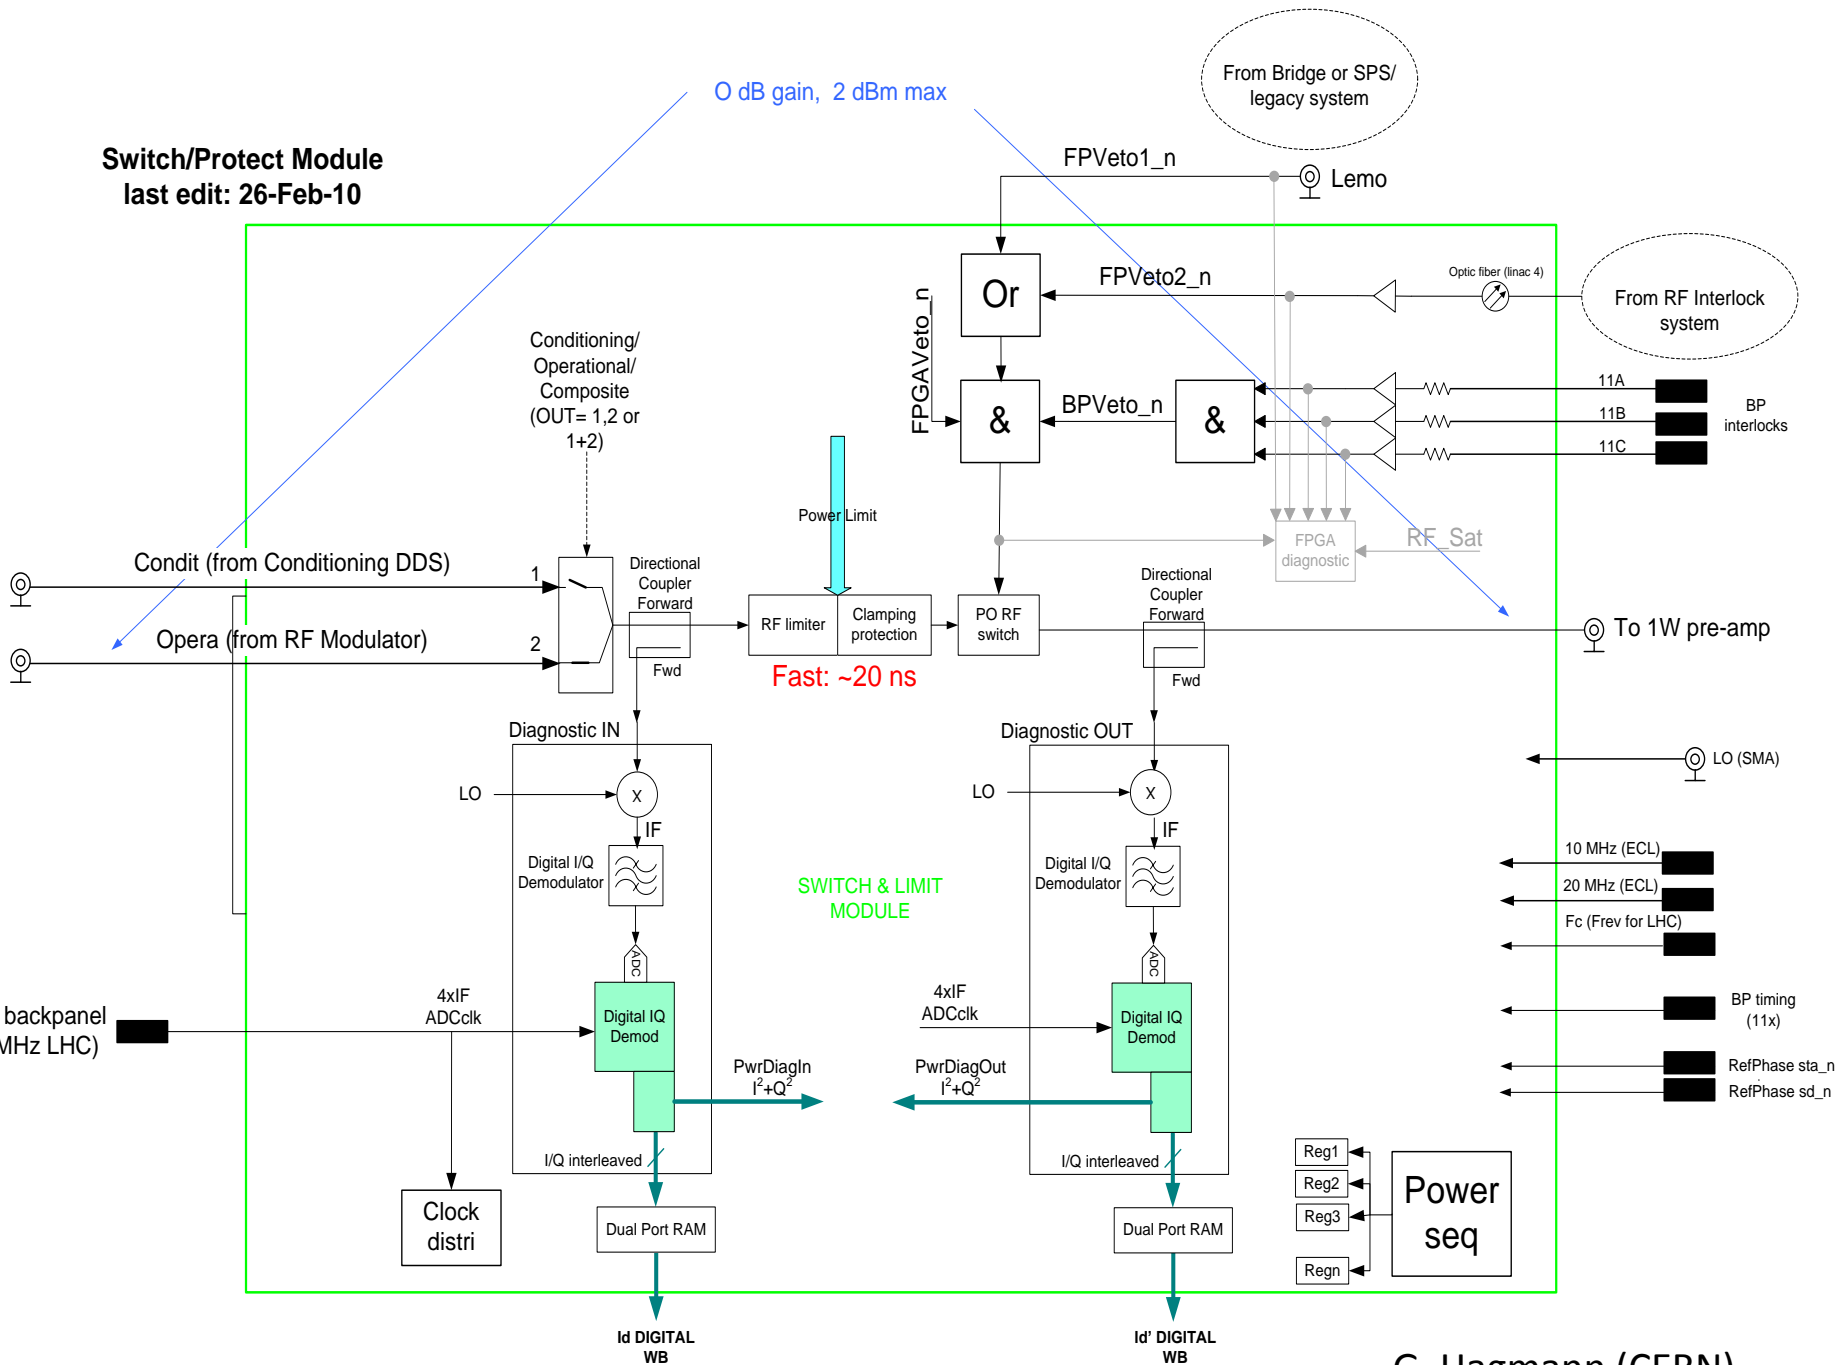 From Bridge or SPS/
legacy system
O dB gain, 2 dBm max
Switch/Protect Module
last edit: 26-Feb-10
FPVeto1_n
Lemo
Or
FPVeto2_n
Optic fiber (linac 4)
From RF Interlock
system
FPGAVeto_n
Conditioning/
Operational/
Composite
(OUT= 1,2 or
1+2)
&
BPVeto_n
&
11A
11B
11C
BP
interlocks
Power Limit
FPGA
diagnostic
RF_Sat
Condit (from Conditioning DDS)
1
Directional
Coupler
Forward
RF limiter
Clamping
protection
PO RF
switch
Directional
Coupler
Forward
Opera (from RF Modulator)
2
Fwd
Fast: ~20 ns
Fwd
To 1W pre-amp
Diagnostic IN
Diagnostic OUT
LO (SMA)
LO
X
IF
LO
X
IF
Digital I/Q
Demodulator
Digital I/Q
Demodulator
SWITCH & LIMIT
MODULE
10 MHz (ECL)
20 MHz (ECL)
Fc (Frev for LHC)
ADC
ADC
backpanel
MHz LHC)
4xIF
ADCclk
Digital IQ
Demod
4xIF
ADCclk
Digital IQ
Demod
BP timing
(11x)
PwrDiagIn
I²+Q²
PwrDiagOut
I²+Q²
RefPhase sta_n
RefPhase sd_n
I/Q interleaved
I/Q interleaved
Reg1
Reg2
Reg3
Regn
Power
seq
Clock
distri
Dual Port RAM
Dual Port RAM
Id DIGITAL
WB
Id' DIGITAL
WB
G. Hagmann (CERN)